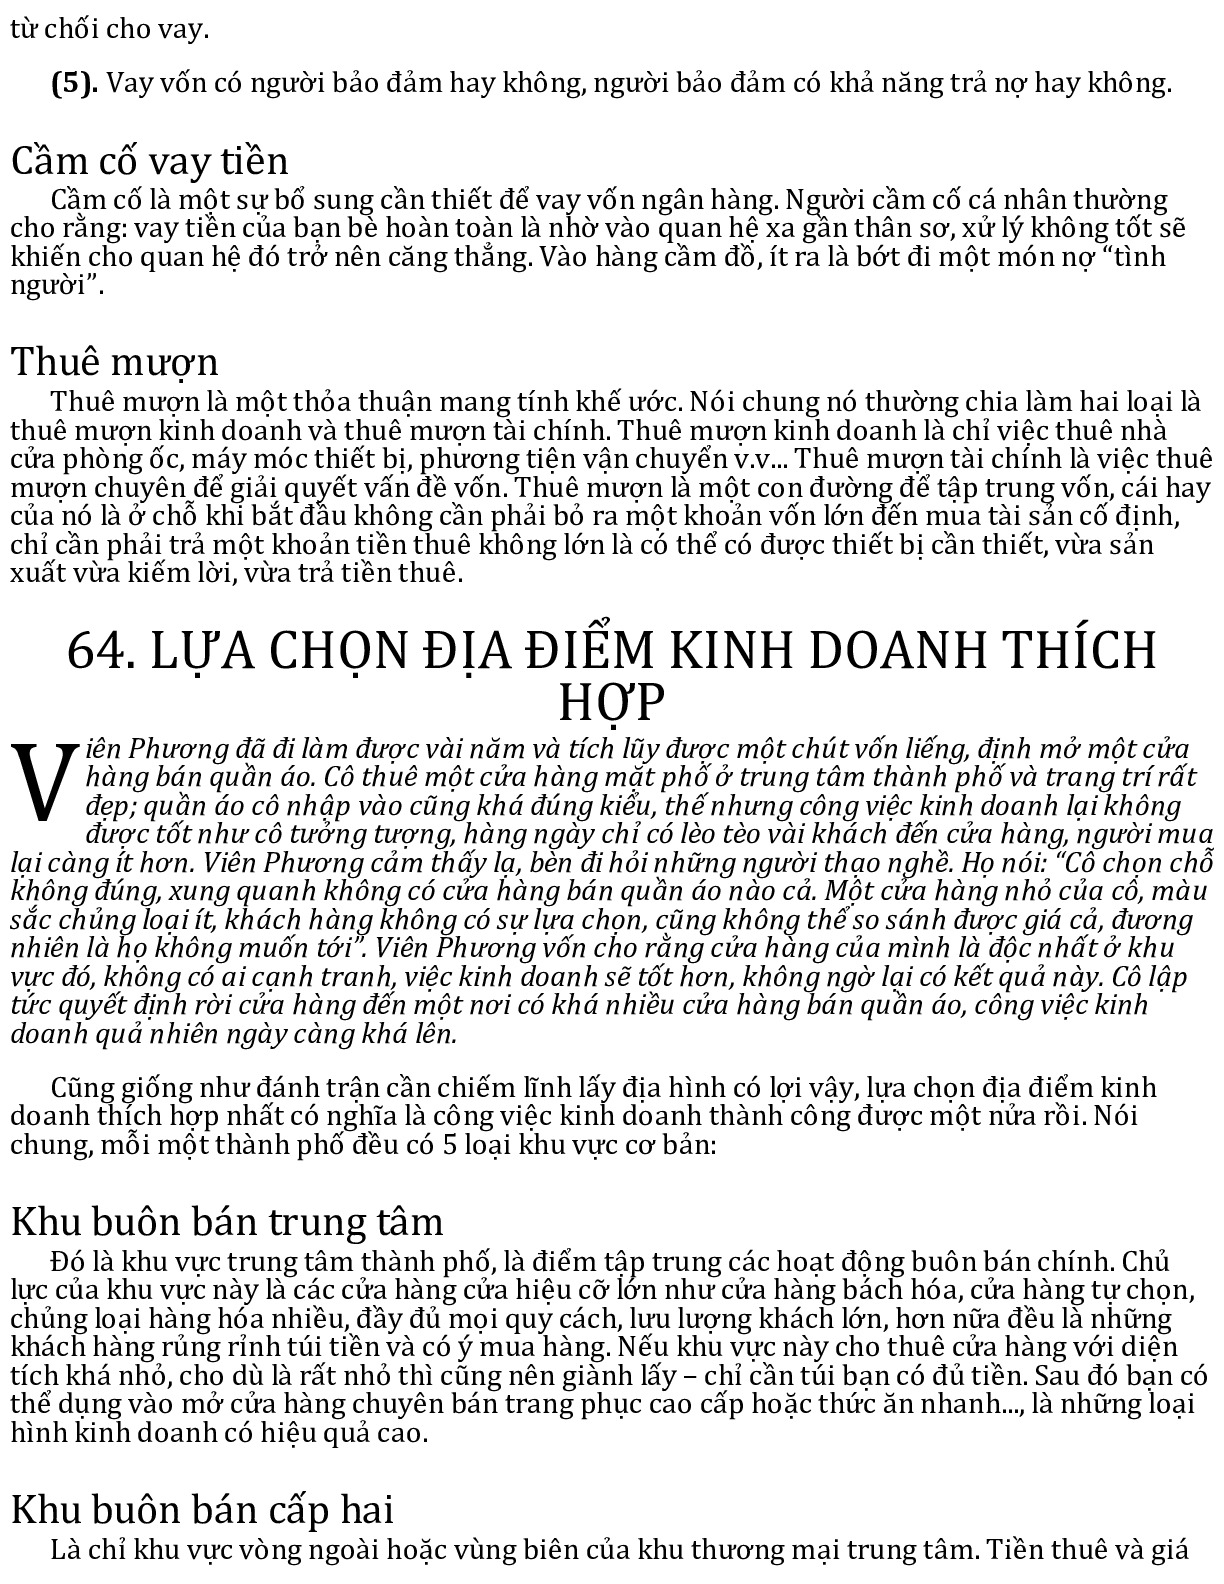 từ chối cho vay.
(5). Vay vốn có người bảo đảm hay không, người bảo đảm có khả năng trả nợ hay không.
Cầm cố vay tiền
Cầm cố là một sự bổ sung cần thiết để vay vốn ngân hàng. Người cầm cố cá nhân thường
cho rằng: vay tiền của bạn bè hoàn toàn là nhờ vào quan hệ xa gần thân sơ, xử lý không tốt sẽ
khiến cho quan hệ đó trở nên căng thẳng. Vào hàng cầm đồ, ít ra là bớt đi một món nợ “tình
người”.
Thuê mượn
Thuê mượn là một thỏa thuận mang tính khế ước. Nói chung nó thường chia làm hai loại là
thuê mượn kinh doanh và thuê mượn tài chính. Thuê mượn kinh doanh là chỉ việc thuê nhà
cửa phòng ốc, máy móc thiết bị, phương tiện vận chuyển v.v... Thuê mượn tài chính là việc thuê
mượn chuyên để giải quyết vấn đề vốn. Thuê mượn là một con đường để tập trung vốn, cái hay
của nó là ở chỗ khi bắt đầu không cần phải bỏ ra một khoản vốn lớn đến mua tài sản cố định,
chỉ cần phải trả một khoản tiền thuê không lớn là có thể có được thiết bị cần thiết, vừa sản
xuất vừa kiếm lời, vừa trả tiền thuê.
64. LỰA CHỌN ĐỊA ĐIỂM KINH DOANH THÍCH
HỢP
Viên Phương đã đi làm được vài năm và tích lũy được một chút vốn liếng, định mở một cửa
hàng bán quần áo. Cô thuê một cửa hàng mặt phố ở trung tâm thành phố và trang trí rất
đẹp; quần áo cô nhập vào cũng khá đúng kiểu, thế nhưng công việc kinh doanh lại không
được tốt như cô tưởng tượng, hàng ngày chỉ có lèo tèo vài khách đến cửa hàng, người mua
lại càng ít hơn. Viên Phương cảm thấy lạ, bèn đi hỏi những người thạo nghề. Họ nói: “Cô chọn chỗ
không đúng, xung quanh không có cửa hàng bán quần áo nào cả. Một cửa hàng nhỏ của cô, màu
sắc chủng loại ít, khách hàng không có sự lựa chọn, cũng không thể so sánh được giá cả, đương
nhiên là họ không muốn tới”. Viên Phương vốn cho rằng cửa hàng của mình là độc nhất ở khu
vực đó, không có ai cạnh tranh, việc kinh doanh sẽ tốt hơn, không ngờ lại có kết quả này. Cô lập
tức quyết định rời cửa hàng đến một nơi có khá nhiều cửa hàng bán quần áo, công việc kinh
doanh quả nhiên ngày càng khá lên.
Cũng giống như đánh trận cần chiếm lĩnh lấy địa hình có lợi vậy, lựa chọn địa điểm kinh
doanh thích hợp nhất có nghĩa là công việc kinh doanh thành công được một nửa rồi. Nói
chung, mỗi một thành phố đều có 5 loại khu vực cơ bản:
Khu buôn bán trung tâm
Đó là khu vực trung tâm thành phố, là điểm tập trung các hoạt động buôn bán chính. Chủ
lực của khu vực này là các cửa hàng cửa hiệu cỡ lớn như cửa hàng bách hóa, cửa hàng tự chọn,
chủng loại hàng hóa nhiều, đầy đủ mọi quy cách, lưu lượng khách lớn, hơn nữa đều là những
khách hàng rủng rỉnh túi tiền và có ý mua hàng. Nếu khu vực này cho thuê cửa hàng với diện
tích khá nhỏ, cho dù là rất nhỏ thì cũng nên giành lấy – chỉ cần túi bạn có đủ tiền. Sau đó bạn có
thể dụng vào mở cửa hàng chuyên bán trang phục cao cấp hoặc thức ăn nhanh..., là những loại
hình kinh doanh có hiệu quả cao.
Khu buôn bán cấp hai
Là chỉ khu vực vòng ngoài hoặc vùng biên của khu thương mại trung tâm. Tiền thuê và giá